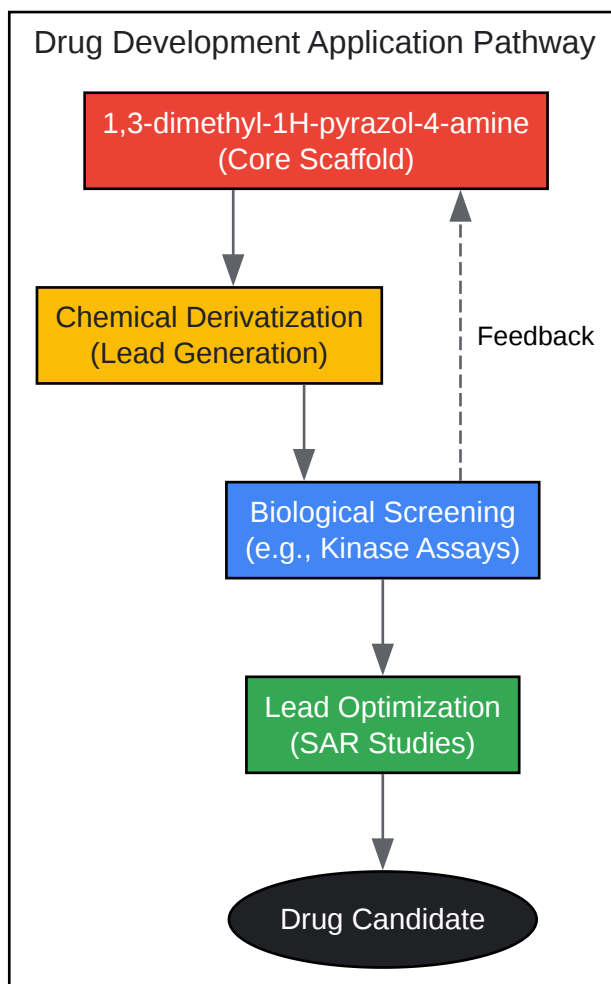 Drug Development Application Pathway
1,3-dimethyl-1H-pyrazol-4-amine
(Core Scaffold)
Chemical Derivatization
(Lead Generation)
Feedback
Biological Screening
(e.g., Kinase Assays)
Lead Optimization
(SAR Studies)
Drug Candidate